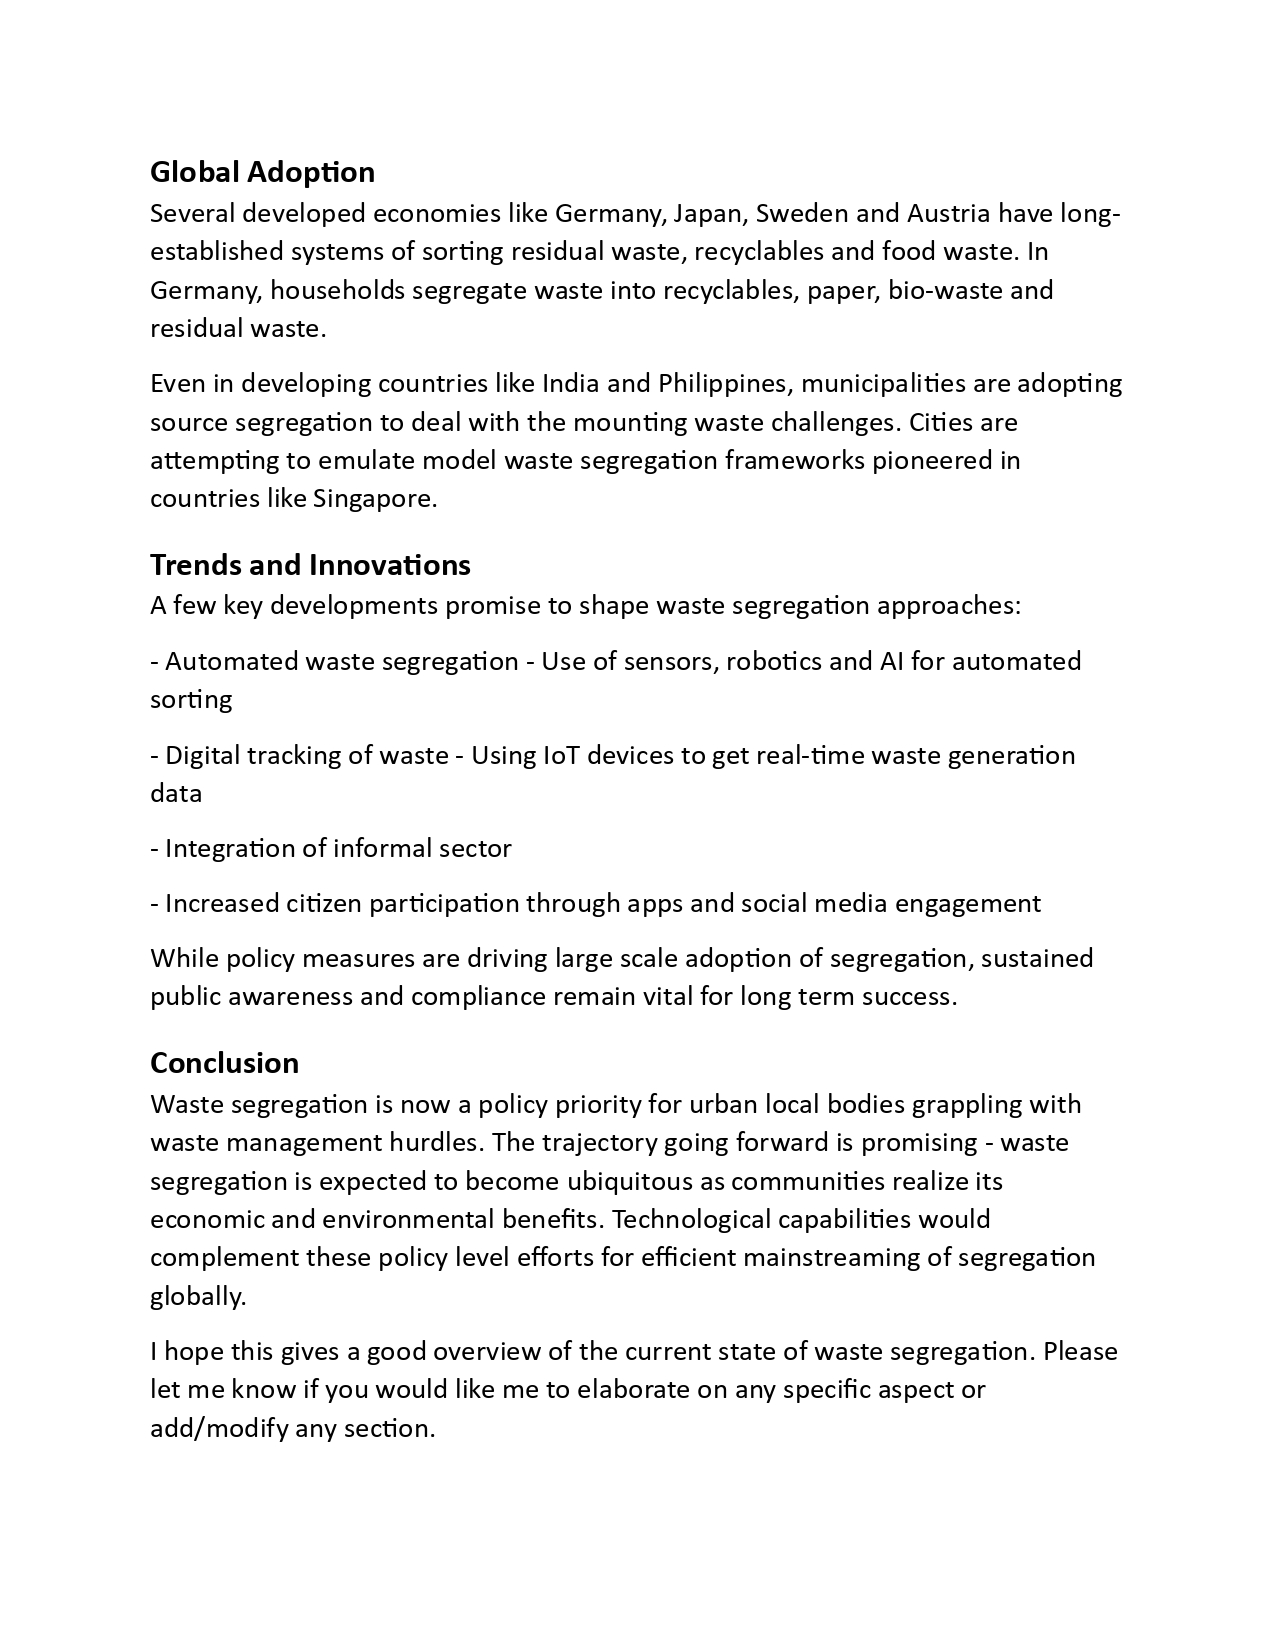 Global Adoption
Several developed economies like Germany, Japan, Sweden and Austria have long-
established systems of sorting residual waste, recyclables and food waste. In
Germany, households segregate waste into recyclables, paper, bio-waste and
residual waste.
Even in developing countries like India and Philippines, municipalities are adopting
source segregation to deal with the mounting waste challenges. Cities are
attempting to emulate model waste segregation frameworks pioneered in
countries like Singapore.
Trends and Innovations
A few key developments promise to shape waste segregation approaches:
- Automated waste segregation - Use of sensors, robotics and AI for automated
sorting
- Digital tracking of waste - Using IoT devices to get real-time waste generation
data
- Integration of informal sector
- Increased citizen participation through apps and social media engagement
While policy measures are driving large scale adoption of segregation, sustained
public awareness and compliance remain vital for long term success.
Conclusion
Waste segregation is now a policy priority for urban local bodies grappling with
waste management hurdles. The trajectory going forward is promising - waste
segregation is expected to become ubiquitous as communities realize its
economic and environmental benefits. Technological capabilities would
complement these policy level efforts for efficient mainstreaming of segregation
globally.
I hope this gives a good overview of the current state of waste segregation. Please
let me know if you would like me to elaborate on any specific aspect or
add/modify any section.